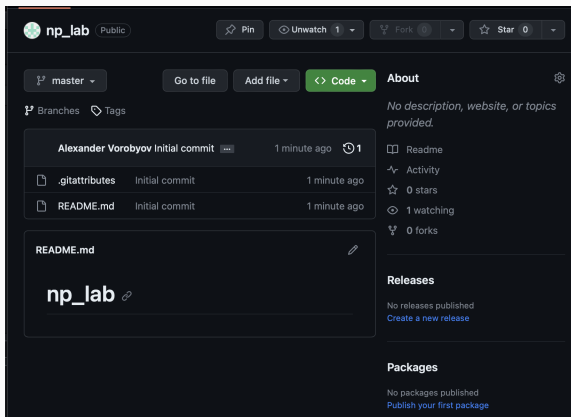 np_lab Public
Pin
Unwatch 1
Fork 0
Star 0
master
Go to file
Add file
<> Code
Branches Tags
Alexander Vorobyov Initial commit ... 1 minute ago 1
.gitattributes Initial commit 1 minute ago
README.md Initial commit 1 minute ago
README.md
np_lab
About
No description, website, or topics
provided.
Readme
Activity
0 stars
1 watching
0 forks
Releases
No releases published
Create a new release
Packages
No packages published
Publish your first package